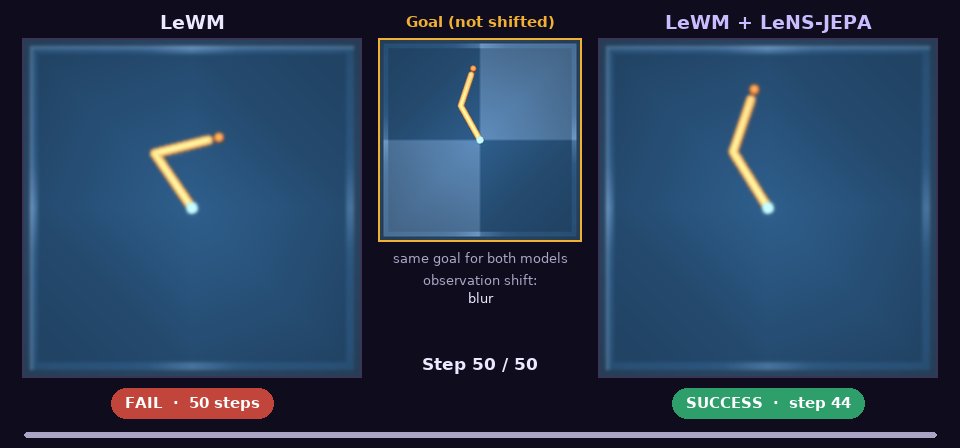 LeWM
Goal (not shifted)
LeWM + LeNS-JEPA
same goal for both models
observation shift:
blur
Step 50 / 50
FAIL · 50 steps
SUCCESS · step 44